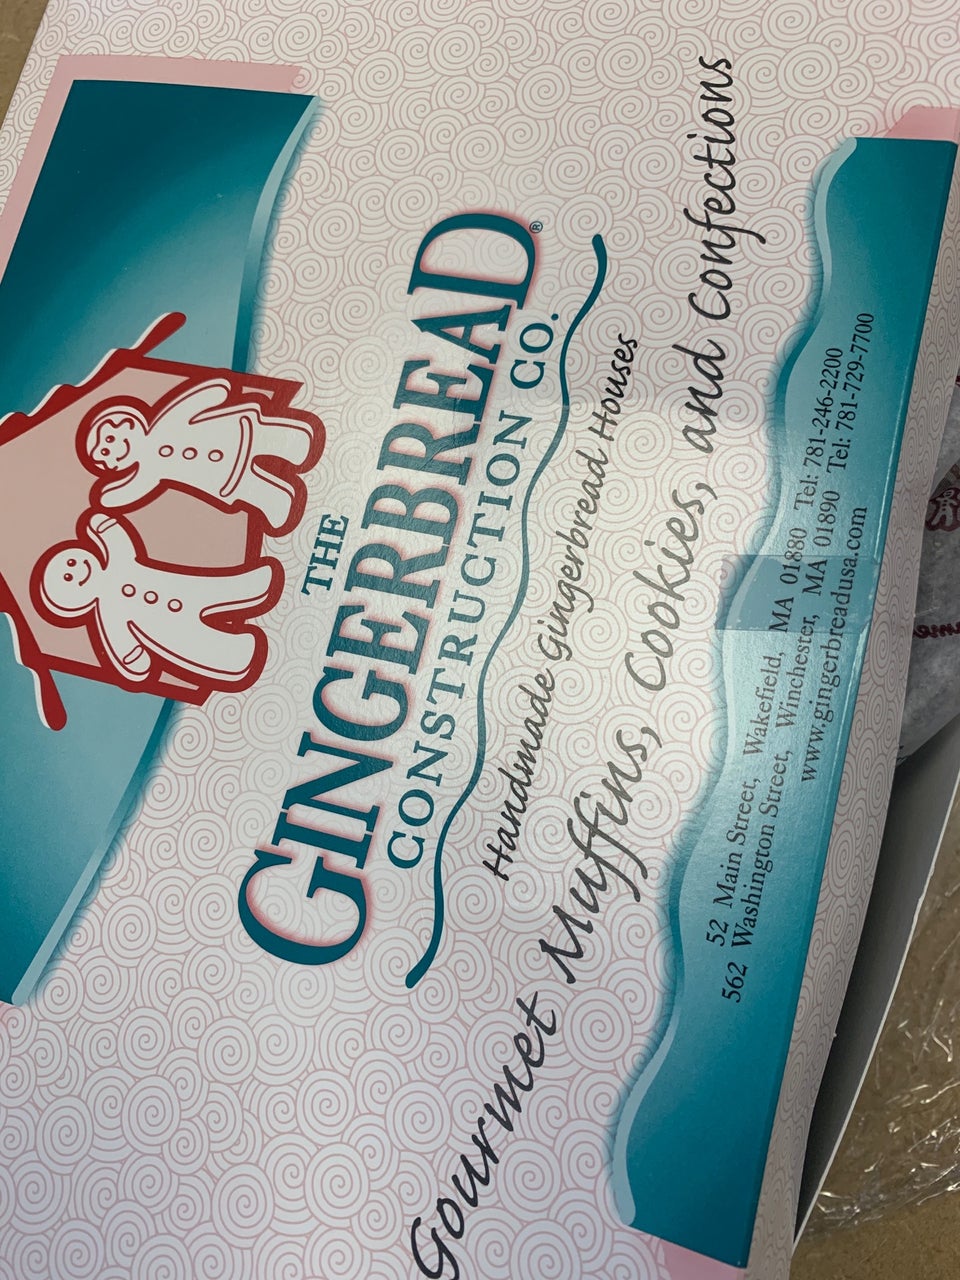 THE
GINGERBREAD®
CONSTRUCTION CO.
Handmade Gingerbread Houses
Gourmet Muffins, Cookies, and Confections
52 Main Street, Wakefield, MA 01880 Tel: 781-246-2200
562 Washington Street, Winchester, MA 01890 Tel: 781-729-7700
www.gingerbreadusa.com